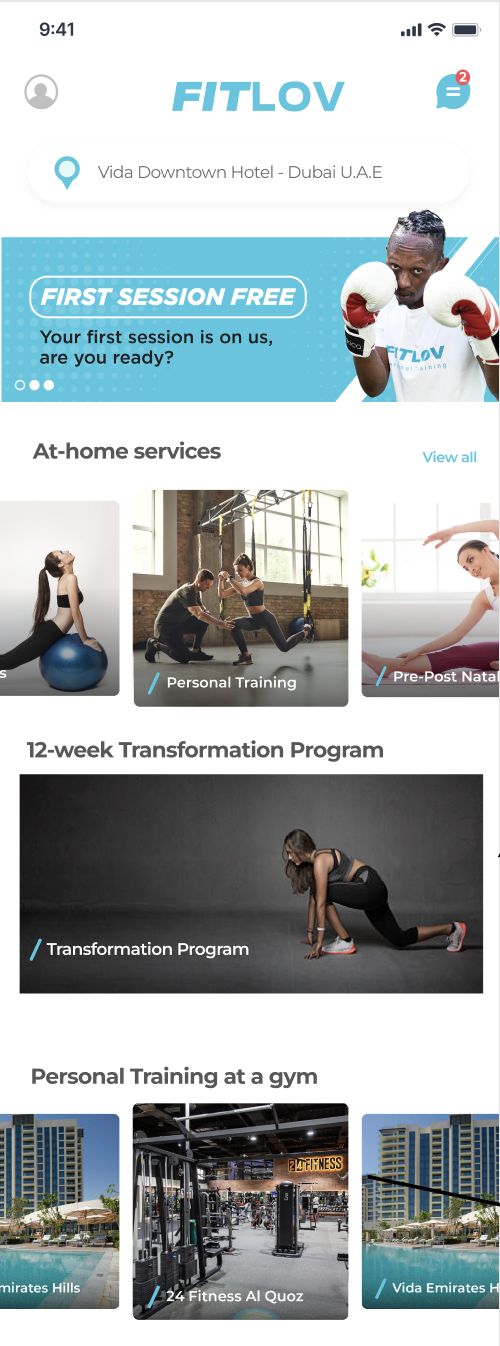 9:41
2
FITLOV
Vida Downtown Hotel - Dubai U.A.E
FIRST SESSION FREE
Your first session is on us,
are you ready?
FITLOV
At-home services
View all
s
Personal Training
Pre-Post Natal
12-week Transformation Program
Transformation Program
Personal Training at a gym
24 FITNESS
mirates Hills
24 Fitness Al Quoz
Vida Emirates H